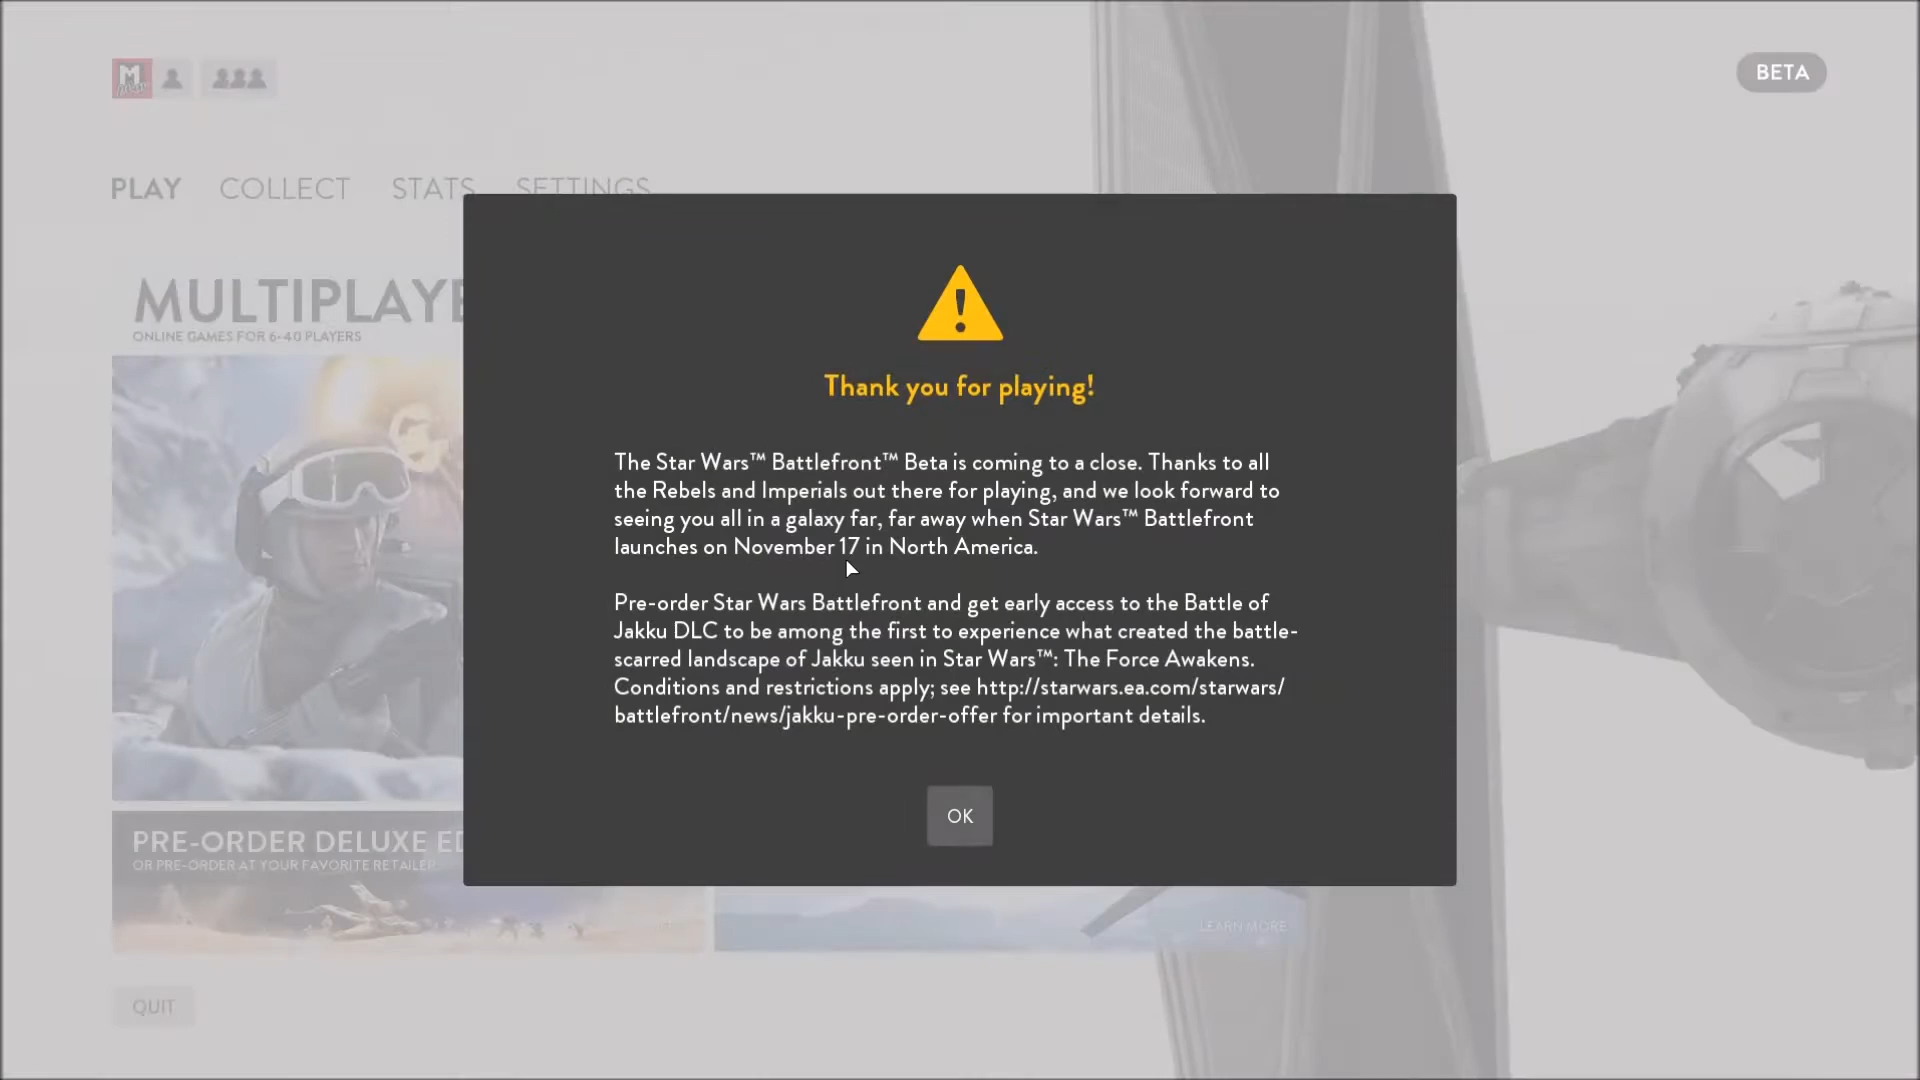 M
BETA
PLAY COLLECT STATS SETTINGS
MULTIPLAYE
ONLINE GAMES FOR 6-40 PLAYERS
Thank you for playing!
The Star Wars™ Battlefront™ Beta is coming to a close. Thanks to all
the Rebels and Imperials out there for playing, and we look forward to
seeing you all in a galaxy far, far away when Star Wars™ Battlefront
launches on November 17 in North America.
Pre-order Star Wars Battlefront and get early access to the Battle of
Jakku DLC to be among the first to experience what created the battle-
scarred landscape of Jakku seen in Star Wars™: The Force Awakens.
Conditions and restrictions apply; see http://starwars.ea.com/starwars/
battlefront/news/jakku-pre-order-offer for important details.
OK
PRE-ORDER DELUXE ED
OR PRE-ORDER AT YOUR FAVORITE RETAILER
LEARN MORE
QUIT